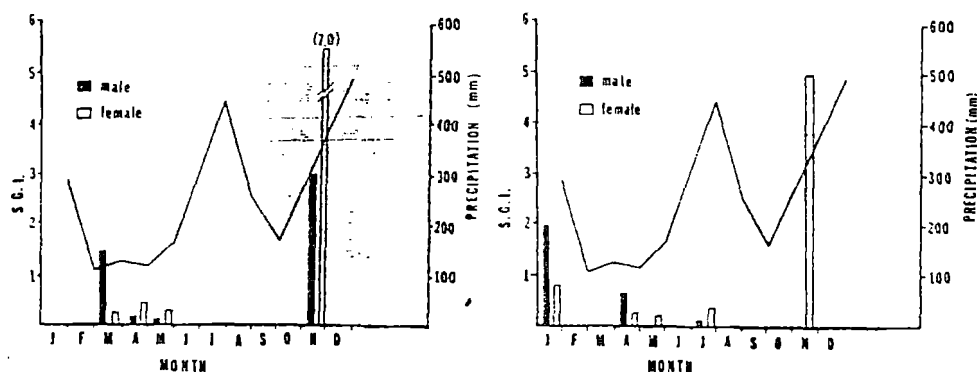 6
5
4
3
2
1
S.G.I.
male
female
(7.0)
600
500
400
300
200
100
PRECIPITATION (mm)
J F M A M J J A S O N D
MONTH
6
5
4
3
2
1
S.G.I.
male
female
600
500
400
300
200
100
PRECIPITATION (mm)
J F M A M J J A S O N D
MONTH